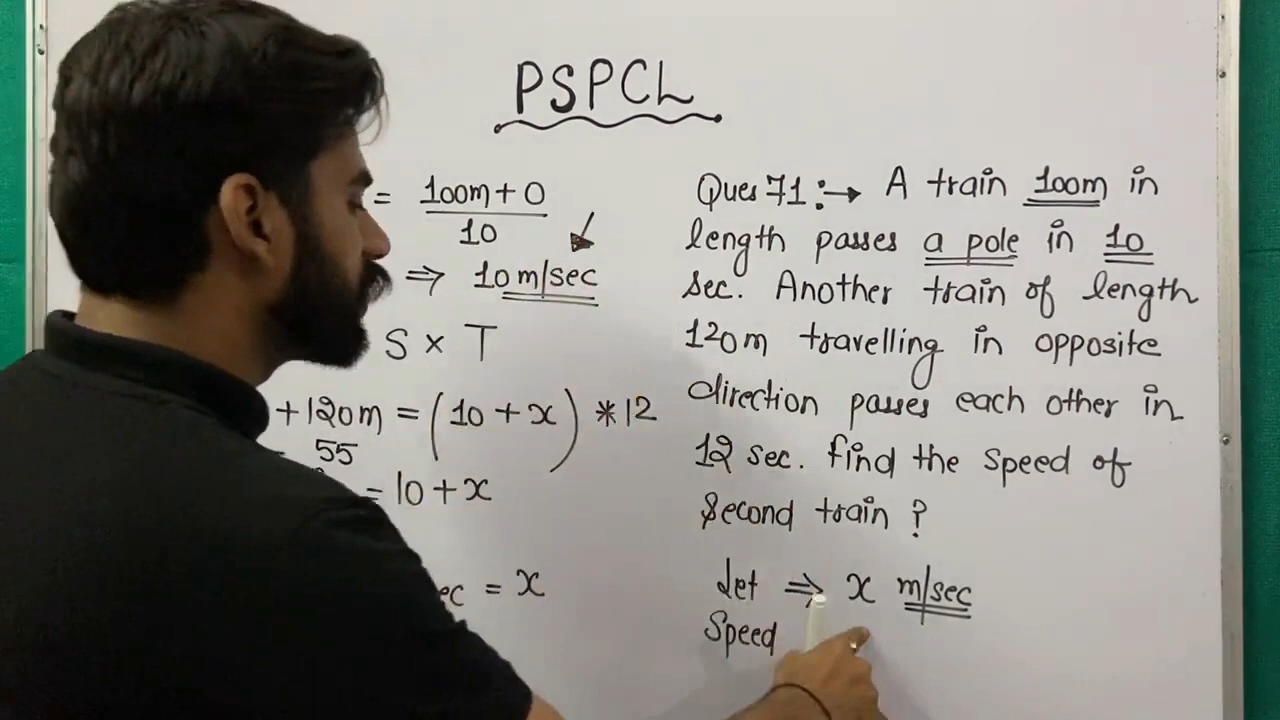 PSPCL
= 100m + 0
10
⇒ 10 m/sec
S × T
+ 120m = (10 + x) * 12
55
= 10 + x
ec = x
Ques 71 :→ A train 100m in
length passes a pole in 10
sec. Another train of length
120m travelling in opposite
direction passes each other in
12 sec. find the speed of
second train ?
Let ⇒ x m/sec
Speed